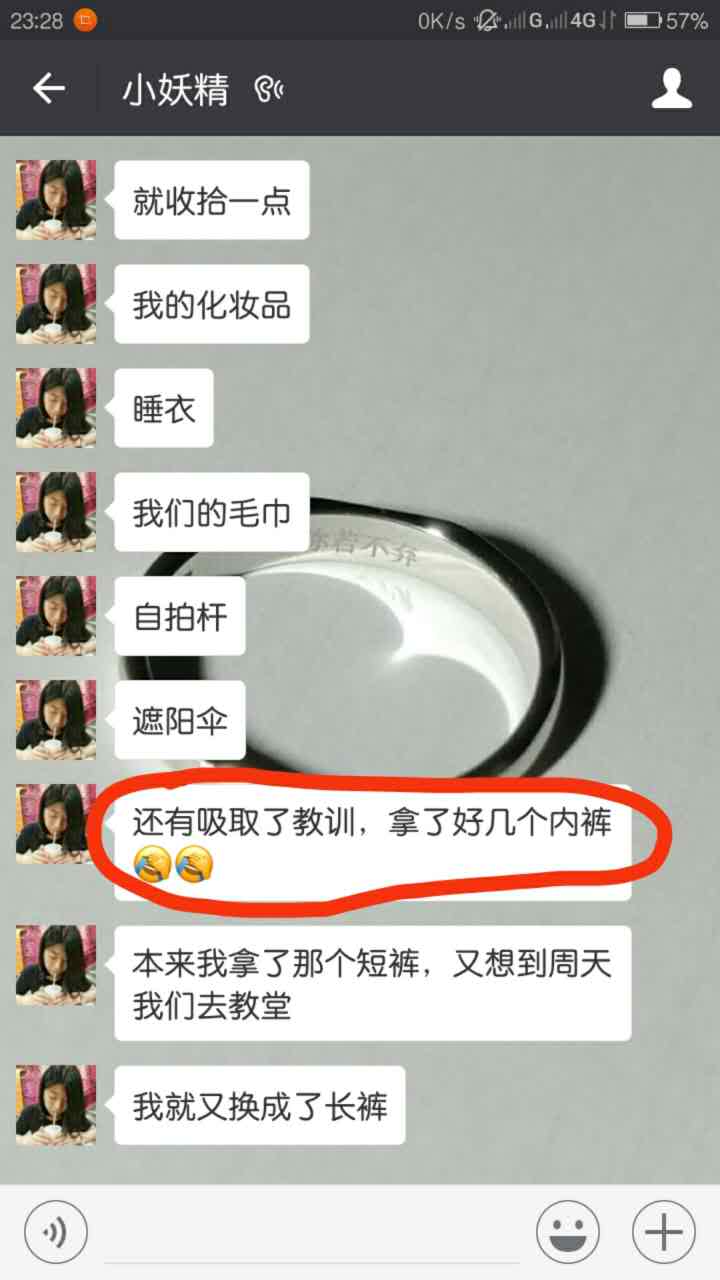 23:28
0K/s
G
4G
57%
小妖精
就收拾一点
我的化妆品
睡衣
我们的毛巾
若不弃
自拍杆
遮阳伞
还有吸取了教训，拿了好几个内裤
🤣🤣
本来我拿了那个短裤，又想到周天
我们去教堂
我就又换成了长裤